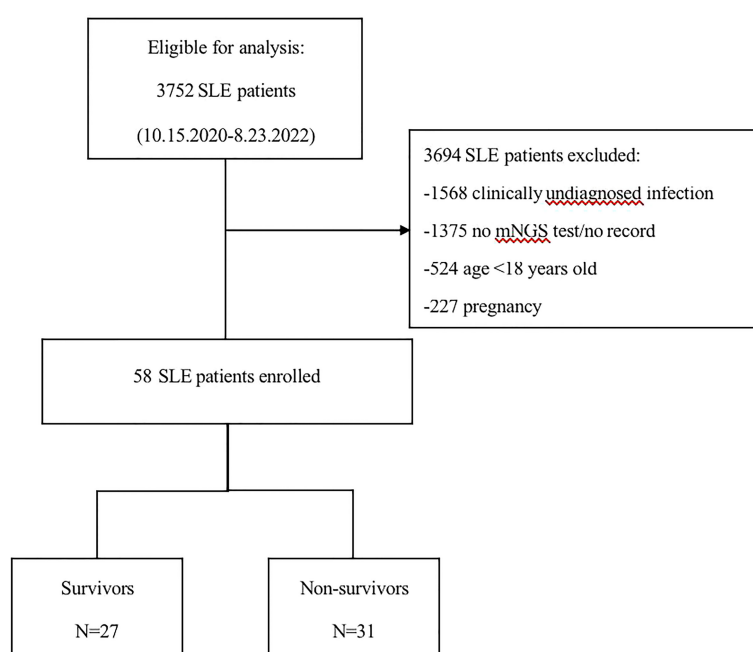 Eligible for analysis:
3752 SLE patients
(10.15.2020-8.23.2022)
3694 SLE patients excluded:
-1568 clinically undiagnosed infection
-1375 no mNGS test/no record
-524 age <18 years old
-227 pregnancy
58 SLE patients enrolled
Survivors
N=27
Non-survivors
N=31